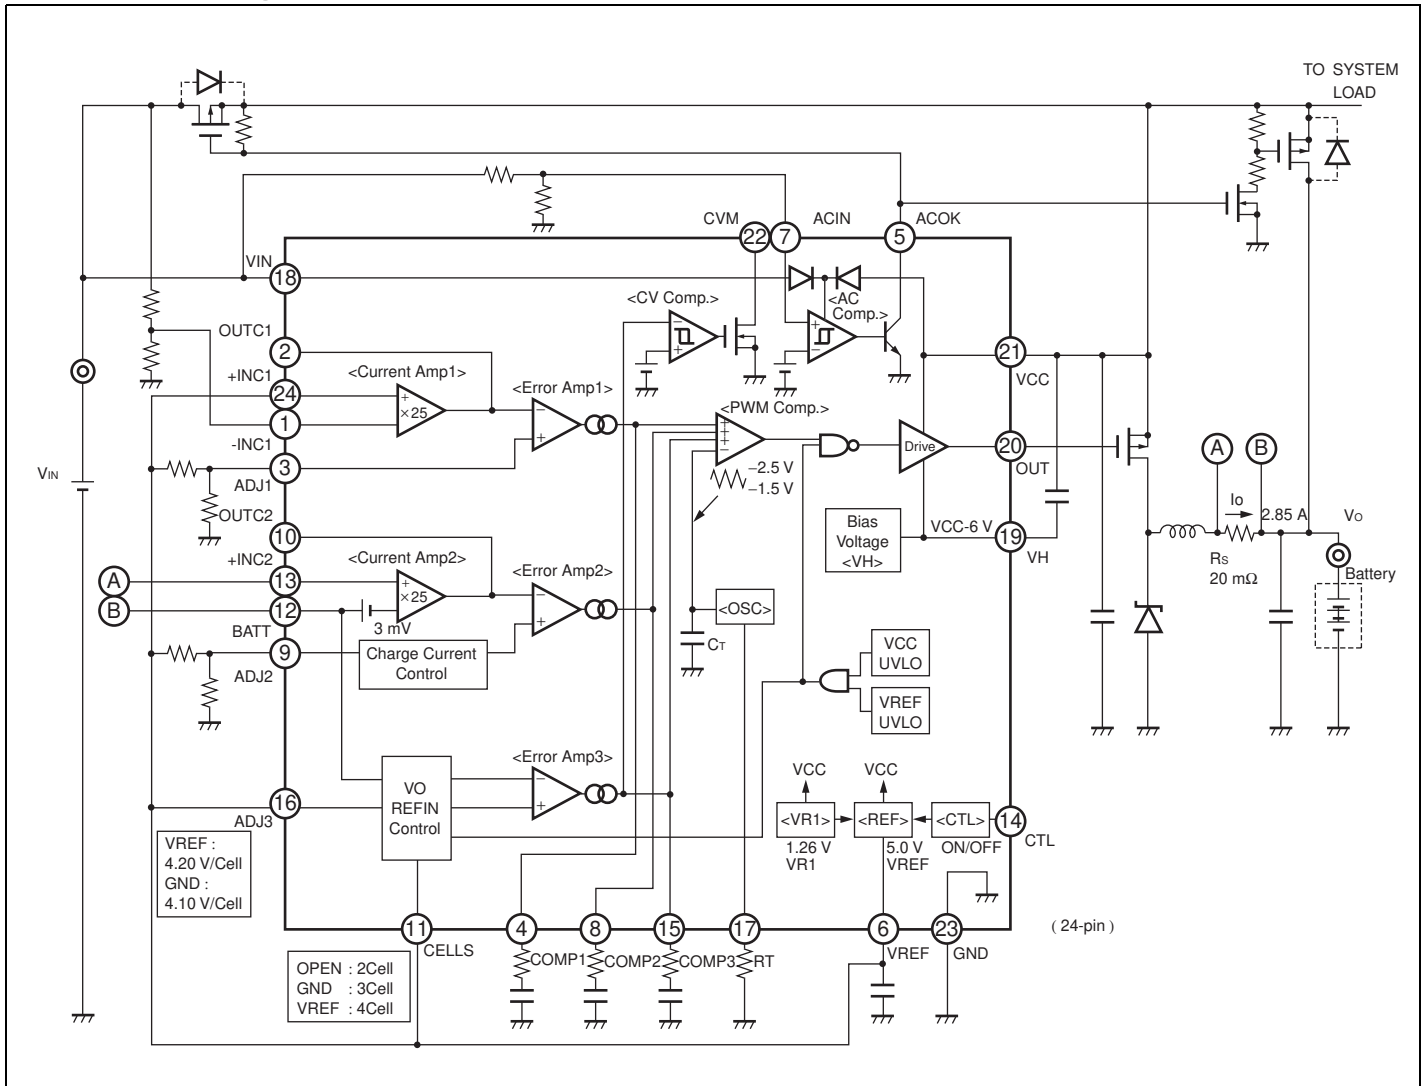 TO SYSTEM
LOAD
CVM
22
7
ACIN
5
ACOK
VIN
18
<CV Comp.>
<AC
Comp.>
−
+
+
−
OUTC1
2
21
VCC
+INC1
24
<Current Amp1>
+
×25
<Error Amp1>
−
+
<PWM Comp.>
+
+
+
−
1
-INC1
Drive
20
OUT
A
B
VIN
3
ADJ1
−2.5 V
−1.5 V
Io
2.85 A
VO
OUTC2
10
Bias
Voltage
<VH>
VCC-6 V
19
VH
RS
20 mΩ
Battery
+INC2
A
13
<Current Amp2>
+
×25
<Error Amp2>
−
+
B
12
3 mV
<OSC>
BATT
9
ADJ2
Charge Current
Control
CT
VCC
UVLO
VREF
UVLO
<Error Amp3>
−
+
VO
REFIN
Control
16
ADJ3
VCC
VCC
<VR1>
<REF>
<CTL>
14
CTL
1.26 V
VR1
5.0 V
VREF
ON/OFF
VREF :
4.20 V/Cell
GND :
4.10 V/Cell
11
CELLS
4
COMP1
8
COMP2
15
COMP3
17
RT
6
VREF
23
GND
( 24-pin )
OPEN : 2Cell
GND : 3Cell
VREF : 4Cell